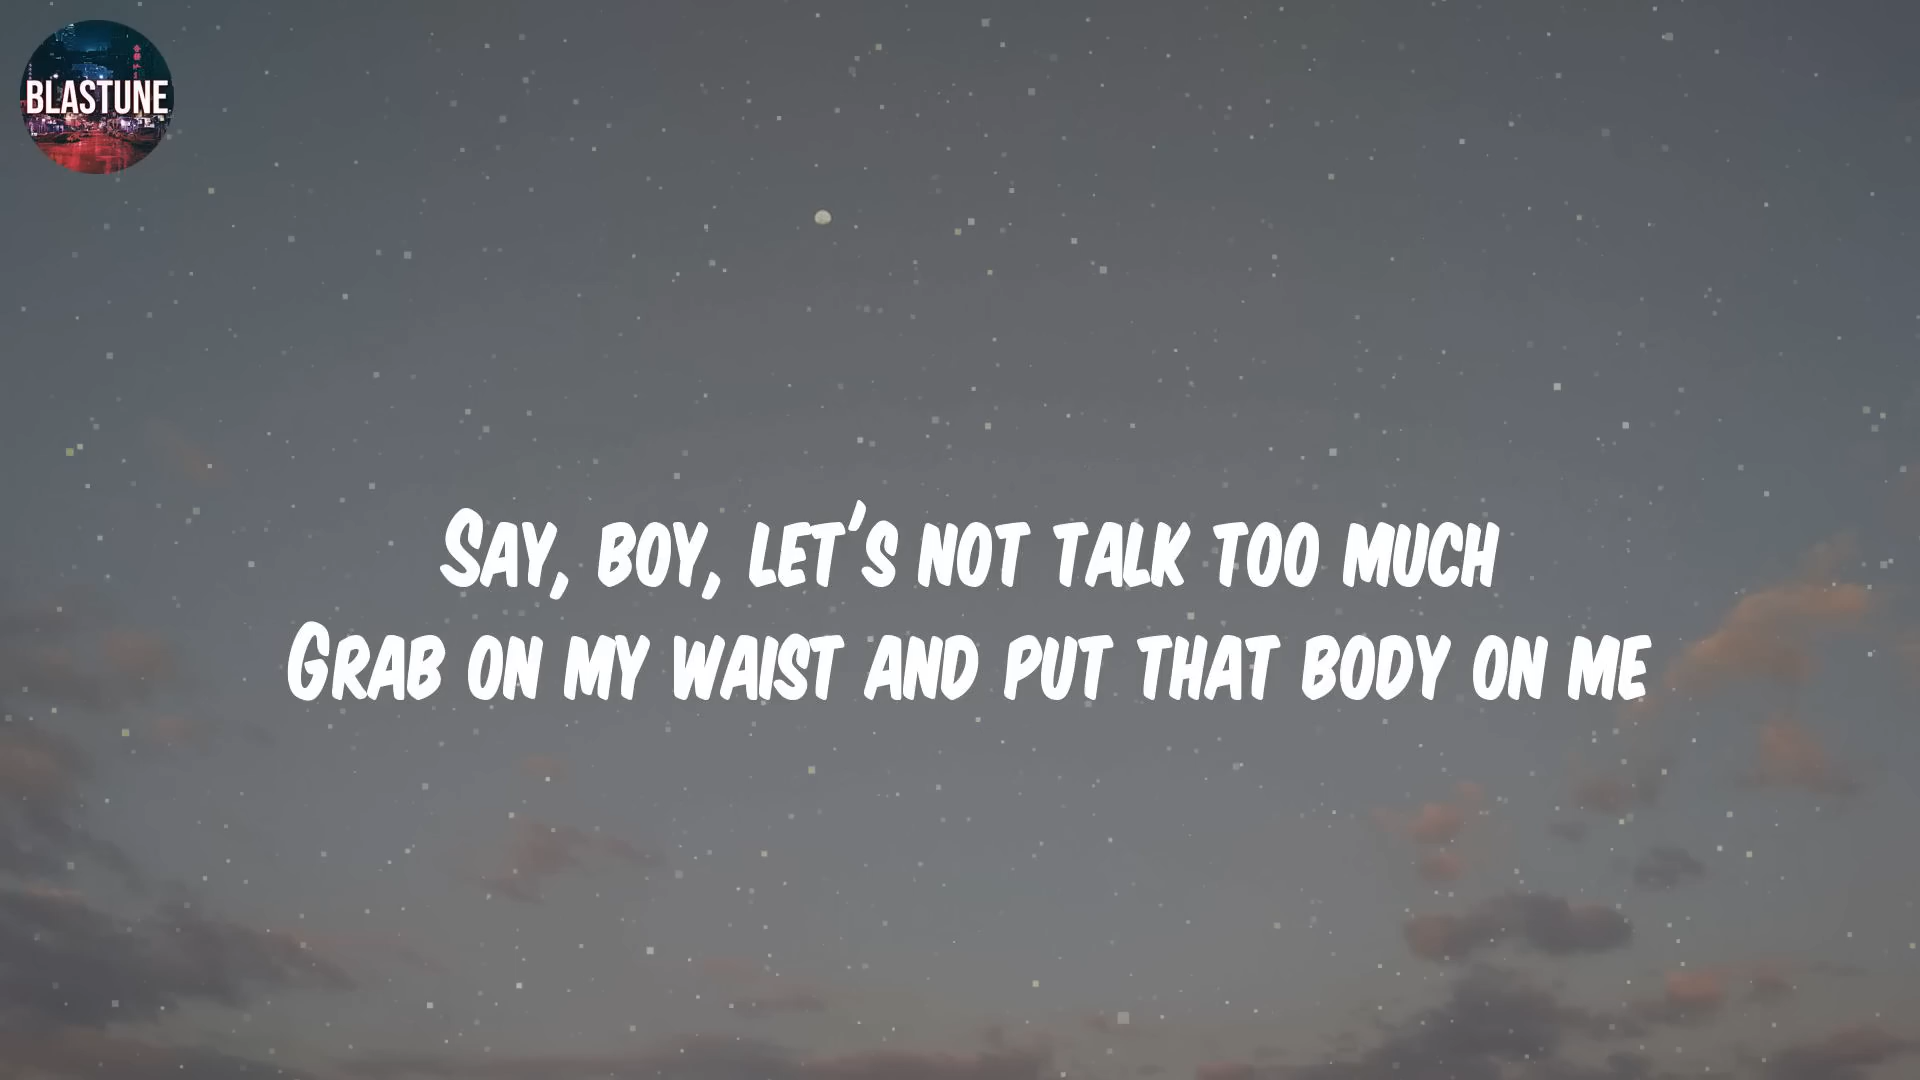 BLASTUNE
Say, boy, let's not talk too much
Grab on my waist and put that body on me